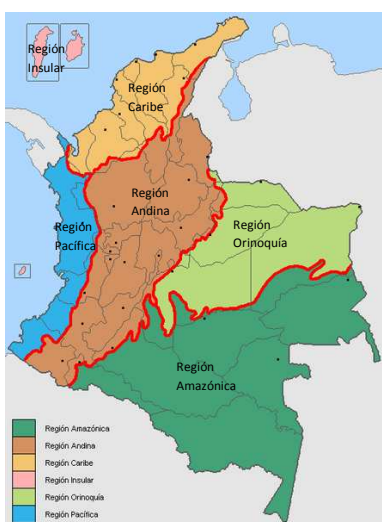 Región
Insular
Región
Caribe
Región
Andina
Región
Pacífica
Región
Orinoquía
Región
Amazónica
Región Amazónica
Región Andina
Región Caribe
Región Insular
Región Orinoquía
Región Pacífica